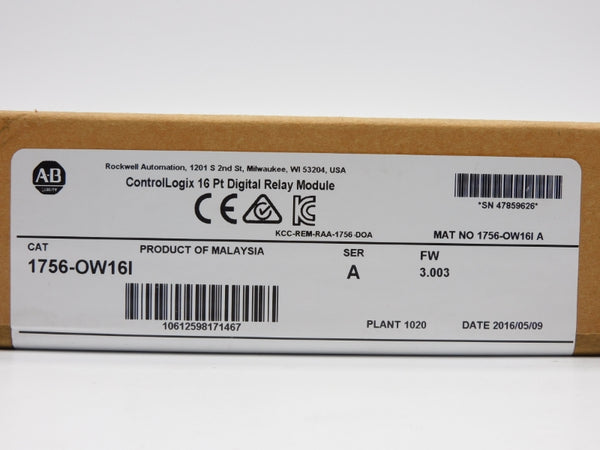 A-B
QUALITY
Rockwell Automation, 1201 S 2nd St, Milwaukee, WI 53204, USA
ControlLogix 16 Pt Digital Relay Module
CE
KCC-REM-RAA-1756-DOA
*SN 47859626*
MAT NO 1756-OW16I A
CAT
PRODUCT OF MALAYSIA
SER
FW
1756-OW16I
A
3.003
10612598171467
PLANT 1020
DATE 2016/05/09